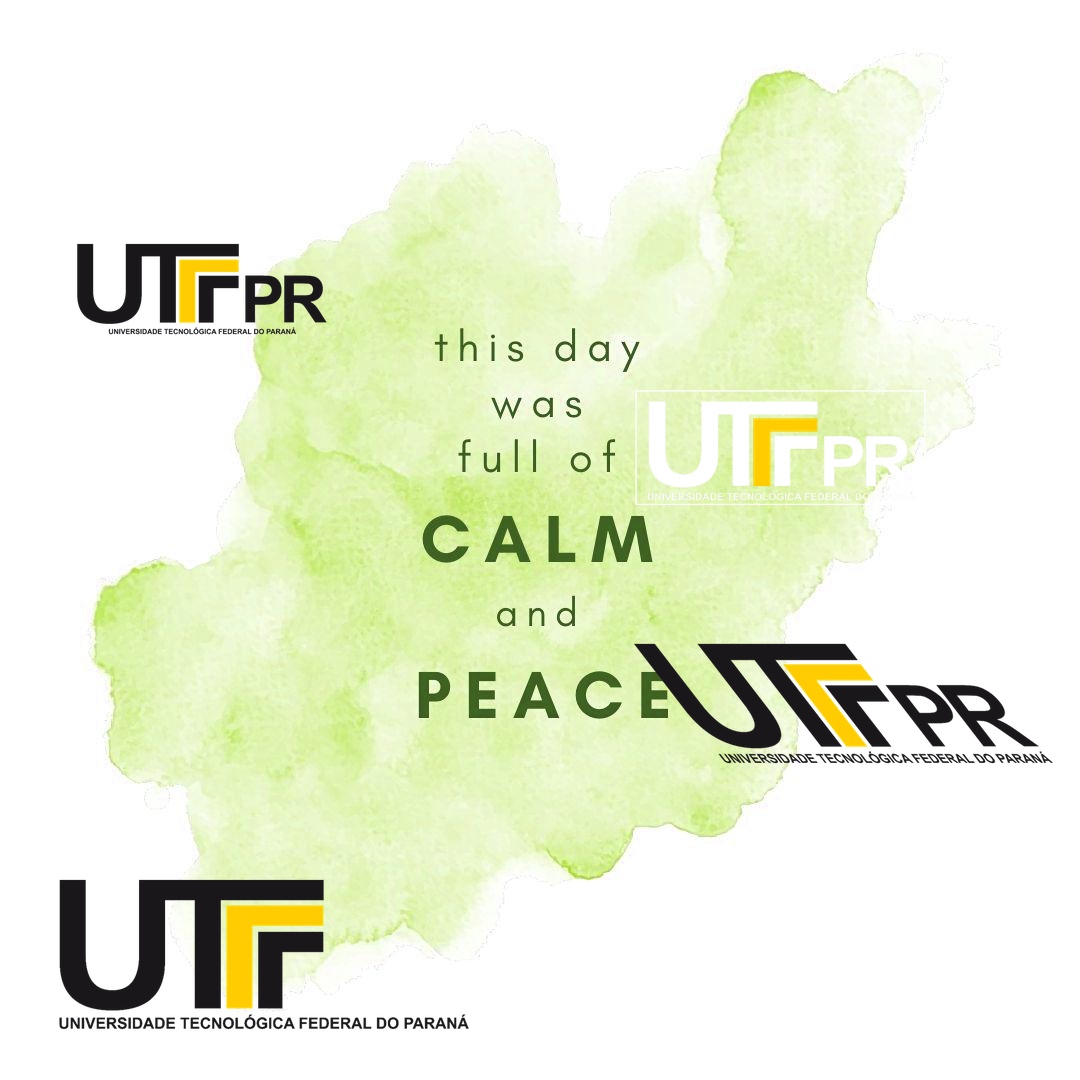 UTFPR
UNIVERSIDADE TECNOLÓGICA FEDERAL DO PARANÁ
this day
was
full of
UTFPR
UNIVERSIDADE TECNOLÓGICA FEDERAL DO
CALM
and
PEACE
UTFPR
UNIVERSIDADE TECNOLÓGICA FEDERAL DO PARANÁ
UTF
UNIVERSIDADE TECNOLÓGICA FEDERAL DO PARANÁ